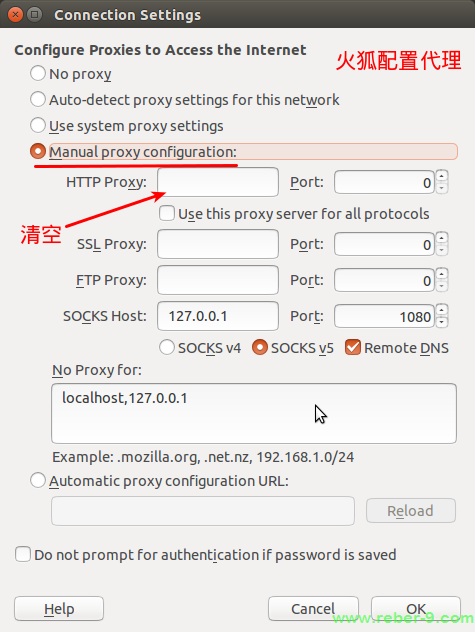 Connection Settings
Configure Proxies to Access the Internet
火狐配置代理
No proxy
Auto-detect proxy settings for this network
Use system proxy settings
Manual proxy configuration:
HTTP Proxy: Port: 0
Use this proxy server for all protocols
清空
SSL Proxy: Port: 0
FTP Proxy: Port: 0
SOCKS Host: 127.0.0.1 Port: 1080
SOCKS v4 SOCKS v5 Remote DNS
No Proxy for:
localhost,127.0.0.1
Example: .mozilla.org, .net.nz, 192.168.1.0/24
Automatic proxy configuration URL:
Reload
Do not prompt for authentication if password is saved
Help Cancel OK
www.reber-9.com